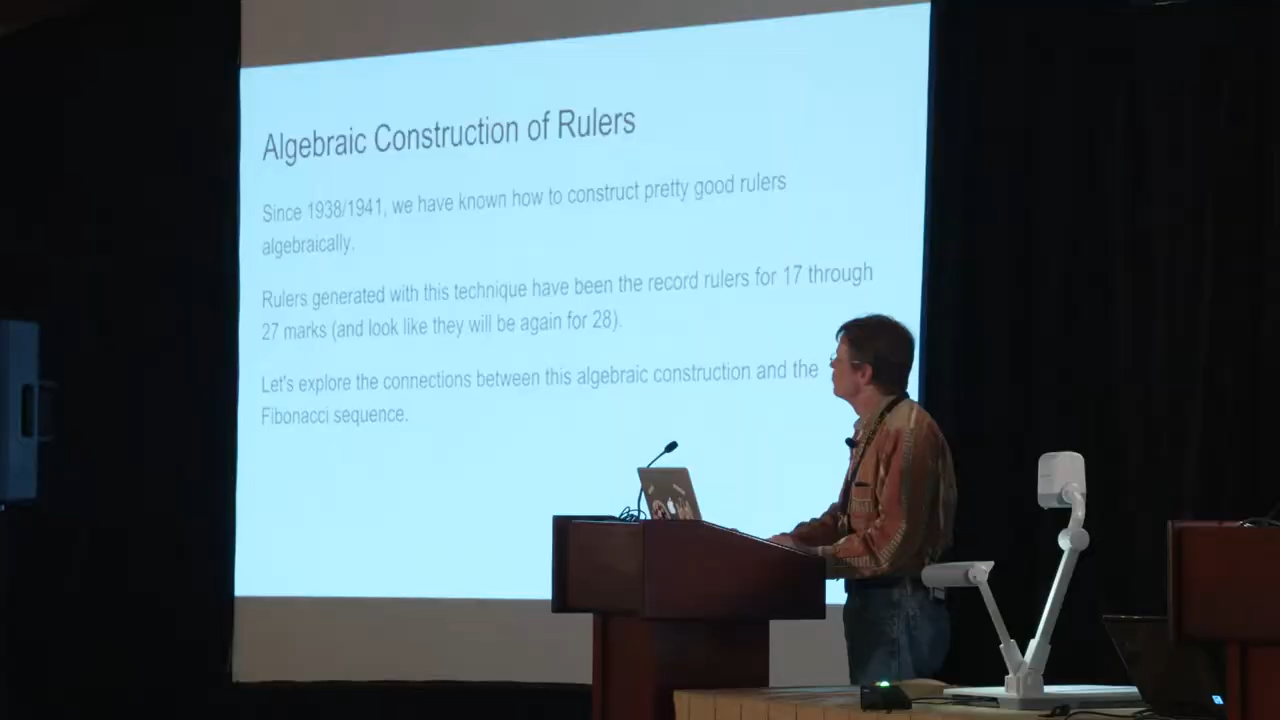 Algebraic Construction of Rulers
Since 1938/1941, we have known how to construct pretty good rulers
algebraically.
Rulers generated with this technique have been the record rulers for 17 through
27 marks (and look like they will be again for 28).
Let's explore the connections between this algebraic construction and the
Fibonacci sequence.